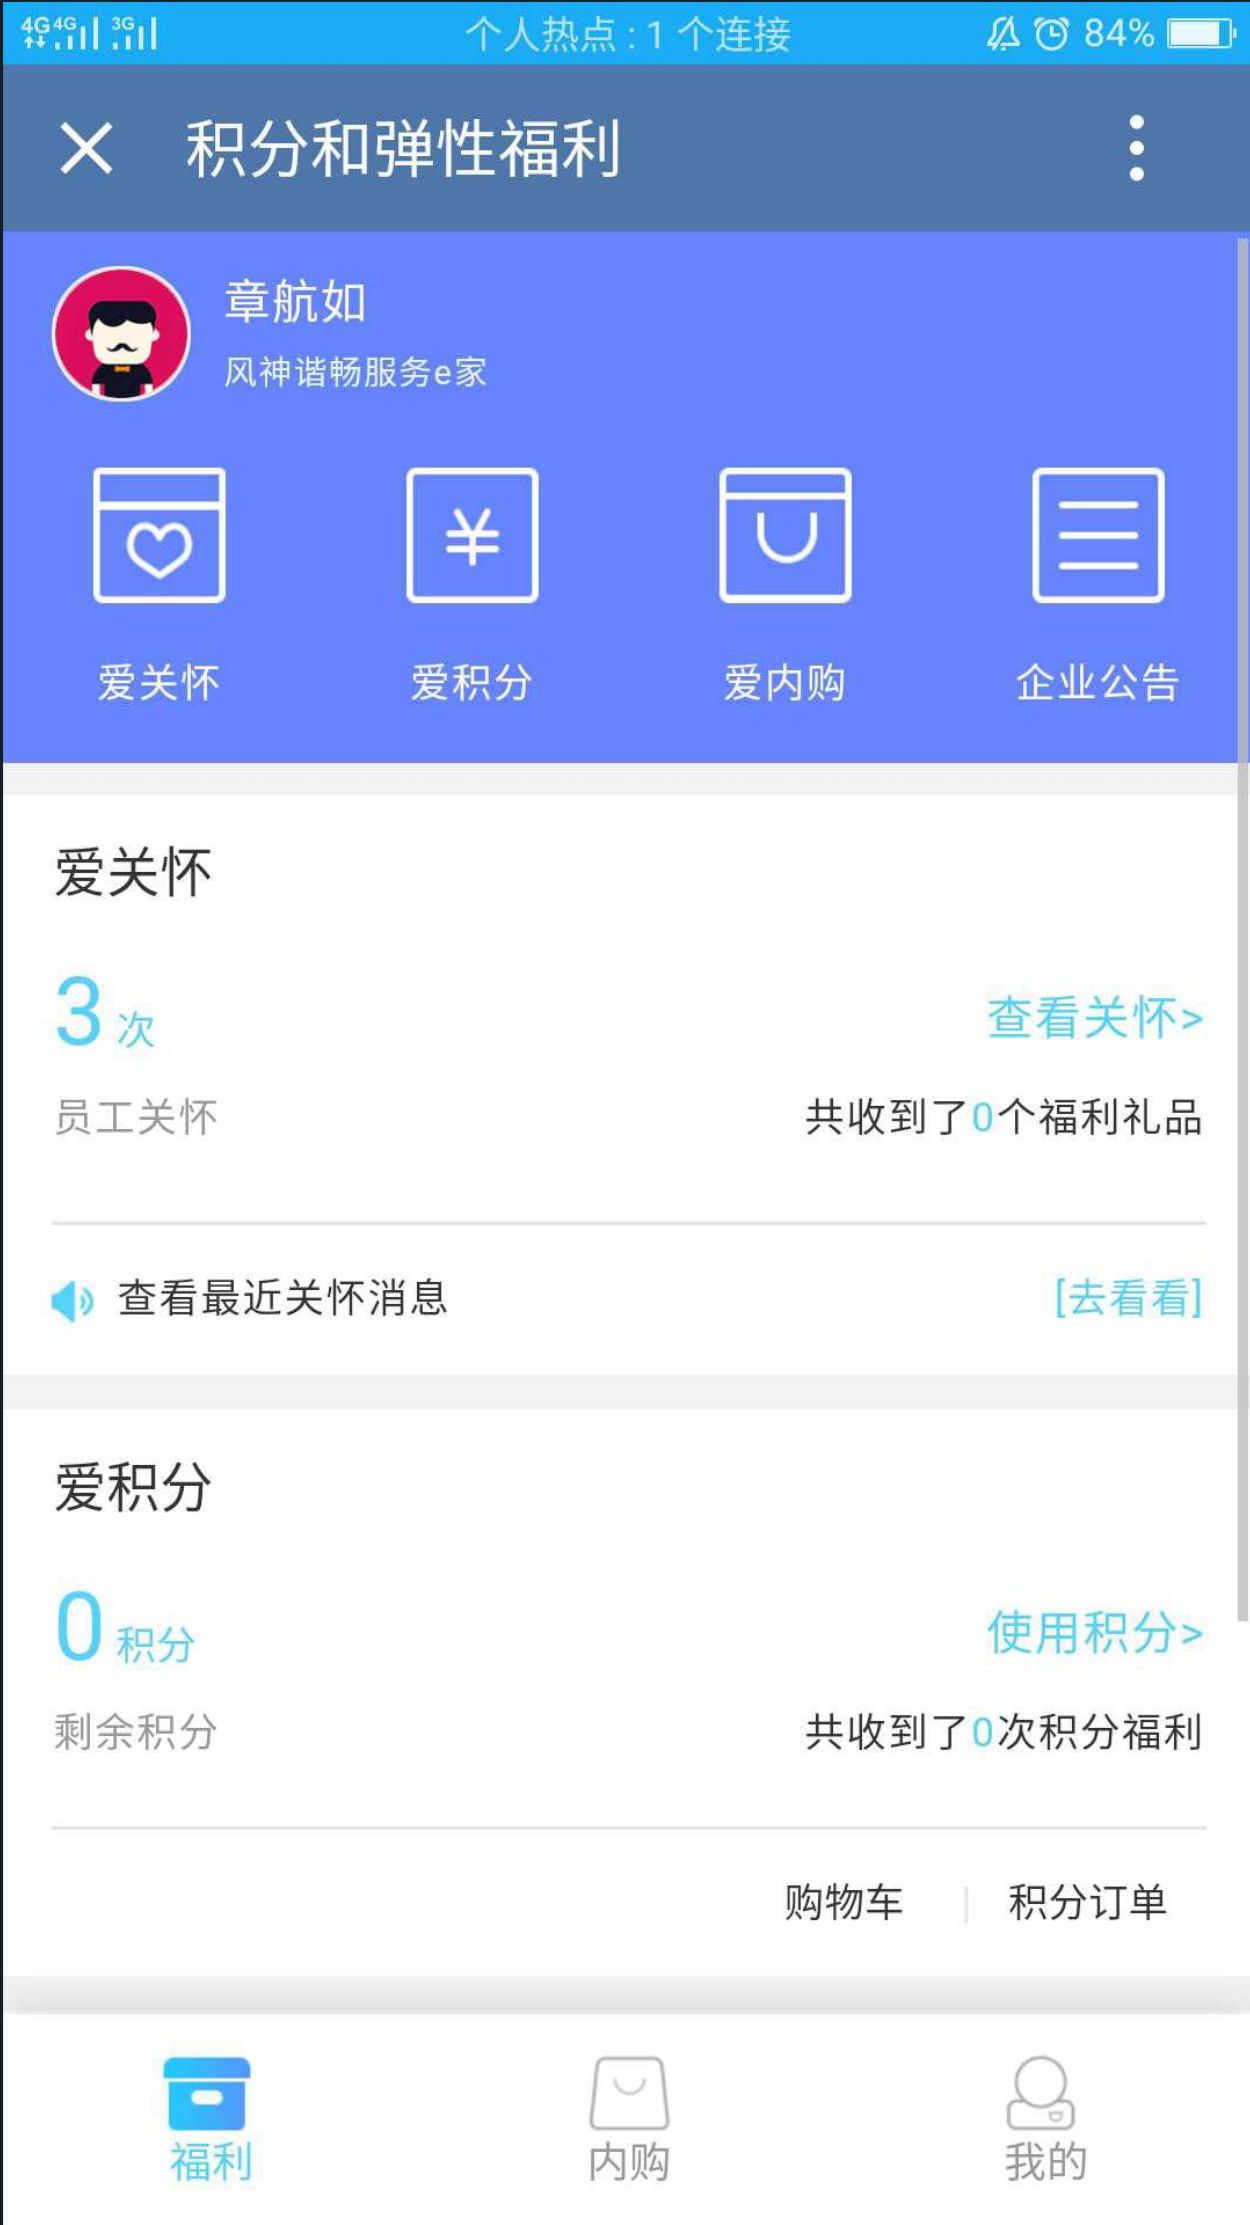 4G 4G 3G 个人热点 : 1 个连接 84%
积分和弹性福利
章航如
风神谐畅服务e家
¥
爱关怀 爱积分 爱内购 企业公告
爱关怀
3 次 查看关怀>
员工关怀 共收到了0个福利礼品
查看最近关怀消息 [去看看]
爱积分
0 积分 使用积分>
剩余积分 共收到了0次积分福利
购物车 | 积分订单
福利 内购 我的